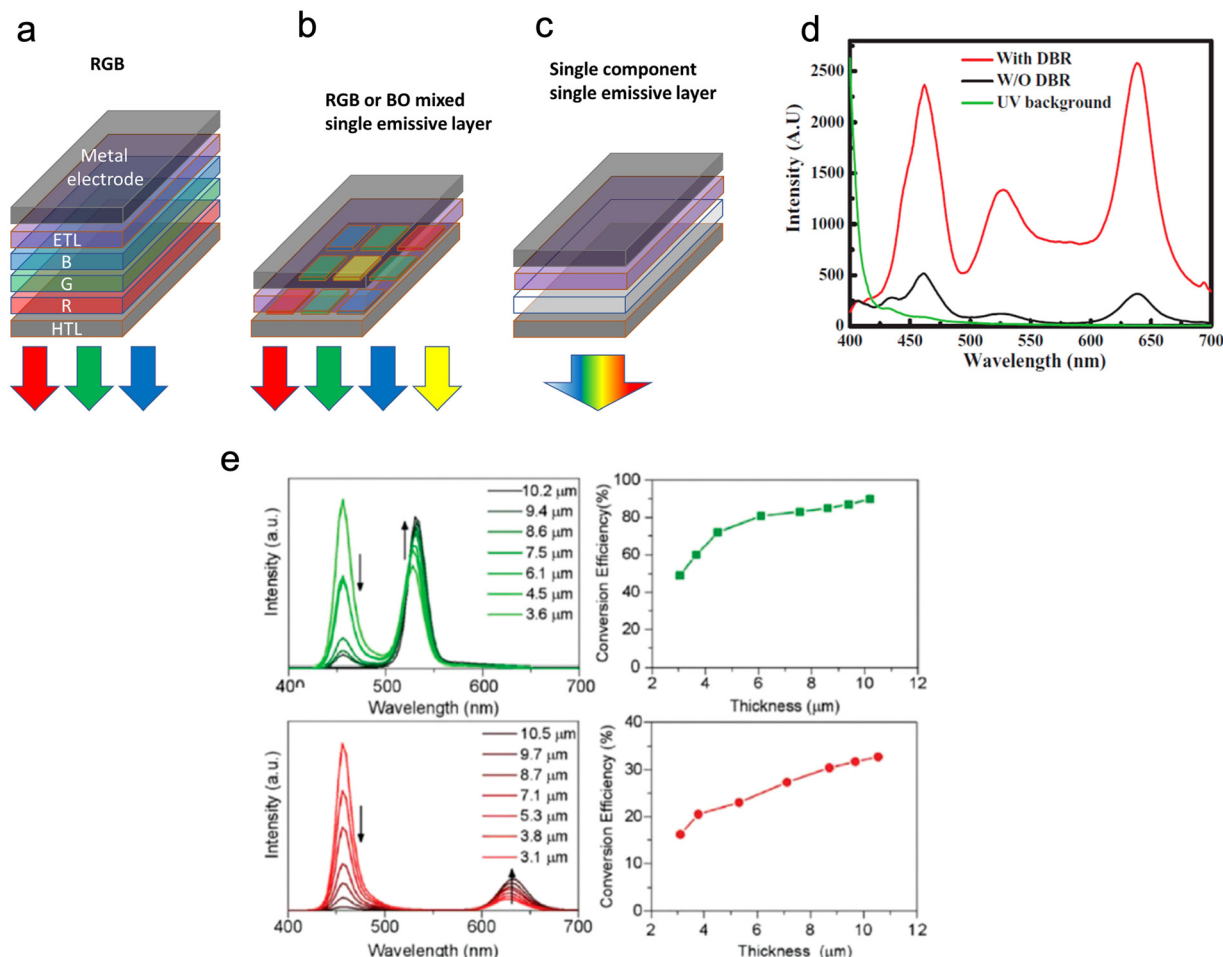 a
RGB
Metal
electrode
ETL
B
G
R
HTL
b
RGB or BO mixed
single emissive layer
c
Single component
single emissive layer
d
With DBR
W/O DBR
UV background
Intensity (A.U)
2500
2000
1500
1000
500
0
400 450 500 550 600 650 700
Wavelength (nm)
e
Intensity (a.u.)
10.2 μm
9.4 μm
8.6 μm
7.5 μm
6.1 μm
4.5 μm
3.6 μm
400 500 600 700
Wavelength (nm)
Conversion Efficiency(%)
100
80
60
40
20
0
2 4 6 8 10 12
Thickness (μm)
Intensity (a.u.)
10.5 μm
9.7 μm
8.7 μm
7.1 μm
5.3 μm
3.8 μm
3.1 μm
400 500 600 700
Wavelength (nm)
Conversion Efficiency (%)
40
30
20
10
0
2 4 6 8 10 12
Thickness (μm)